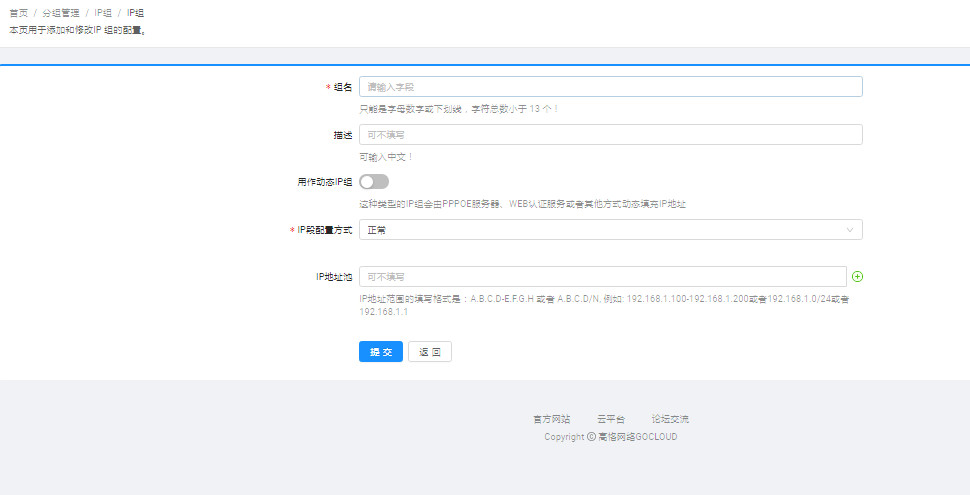 首页 / 分组管理 / IP组 / IP组
本页用于添加和修改IP 组的配置。
* 组名 请输入字段
只能是字母数字或下划线，字符总数小于 13 个！
描述 可不填写
可输入中文！
用作动态IP组
这种类型的IP组会由PPPOE服务器、WEB认证服务或者其他方式动态填充IP地址
* IP段配置方式 正常
IP地址池 可不填写
IP地址范围的填写格式是：A.B.C.D-E.F.G.H 或者 A.B.C.D/N, 例如: 192.168.1.100-192.168.1.200或者192.168.1.0/24或者
192.168.1.1
提 交 返 回
官方网站 云平台 论坛交流
Copyright © 高恪网络GOCLOUD